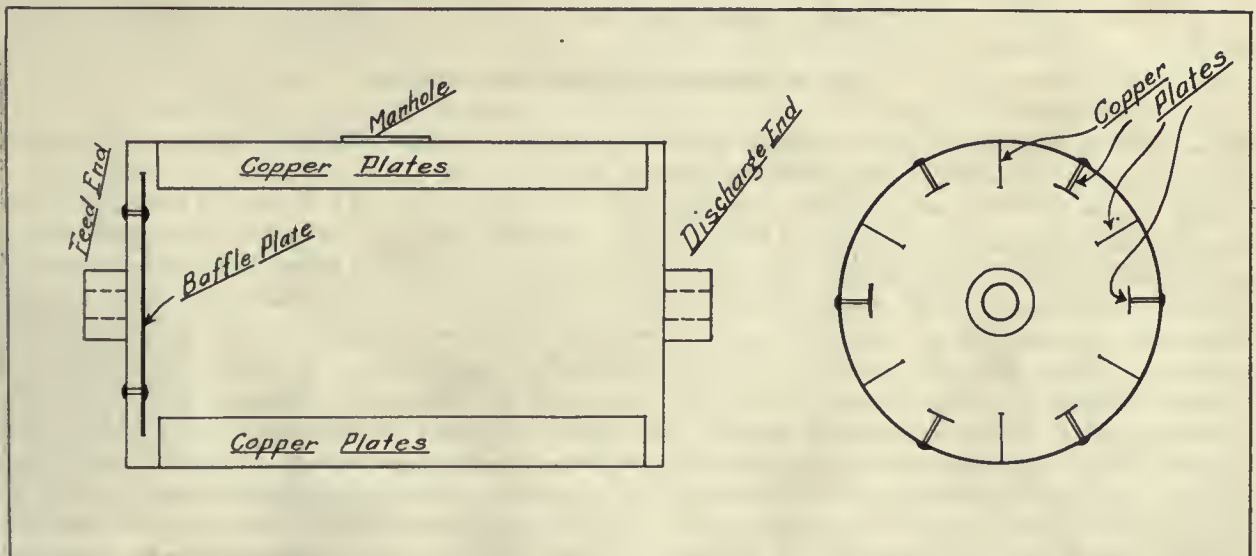 Manhole
Copper Plates
Feed End
Baffle Plate
Discharge End
Copper Plates
Copper
Plates